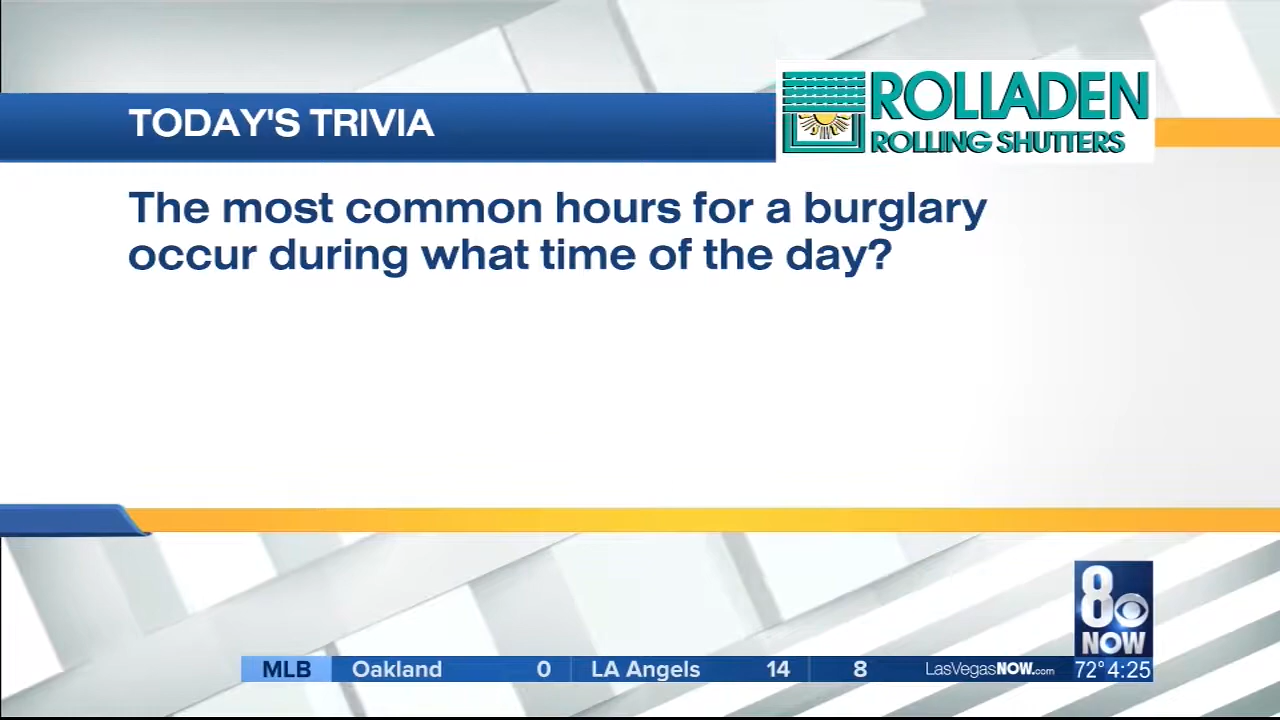 TODAY'S TRIVIA
ROLLADEN
ROLLING SHUTTERS
The most common hours for a burglary
occur during what time of the day?
8
NOW
MLB Oakland 0 LA Angels 14 8 LasVegasNOW.com 72° 4:25